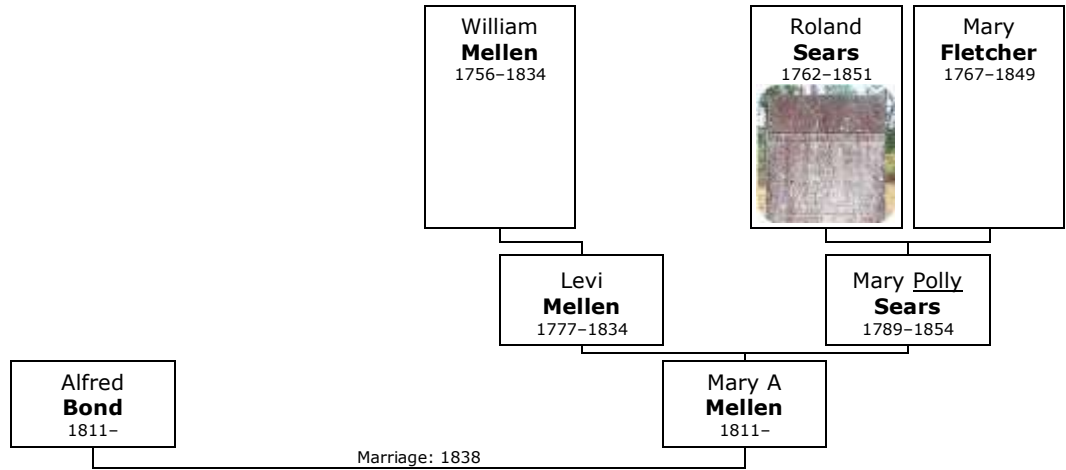 William
Mellen
1756–1834
Roland
Sears
1762–1851
Mary
Fletcher
1767–1849
Levi
Mellen
1777–1834
Mary Polly
Sears
1789–1854
Alfred
Bond
1811–
Mary A
Mellen
1811–
Marriage: 1838